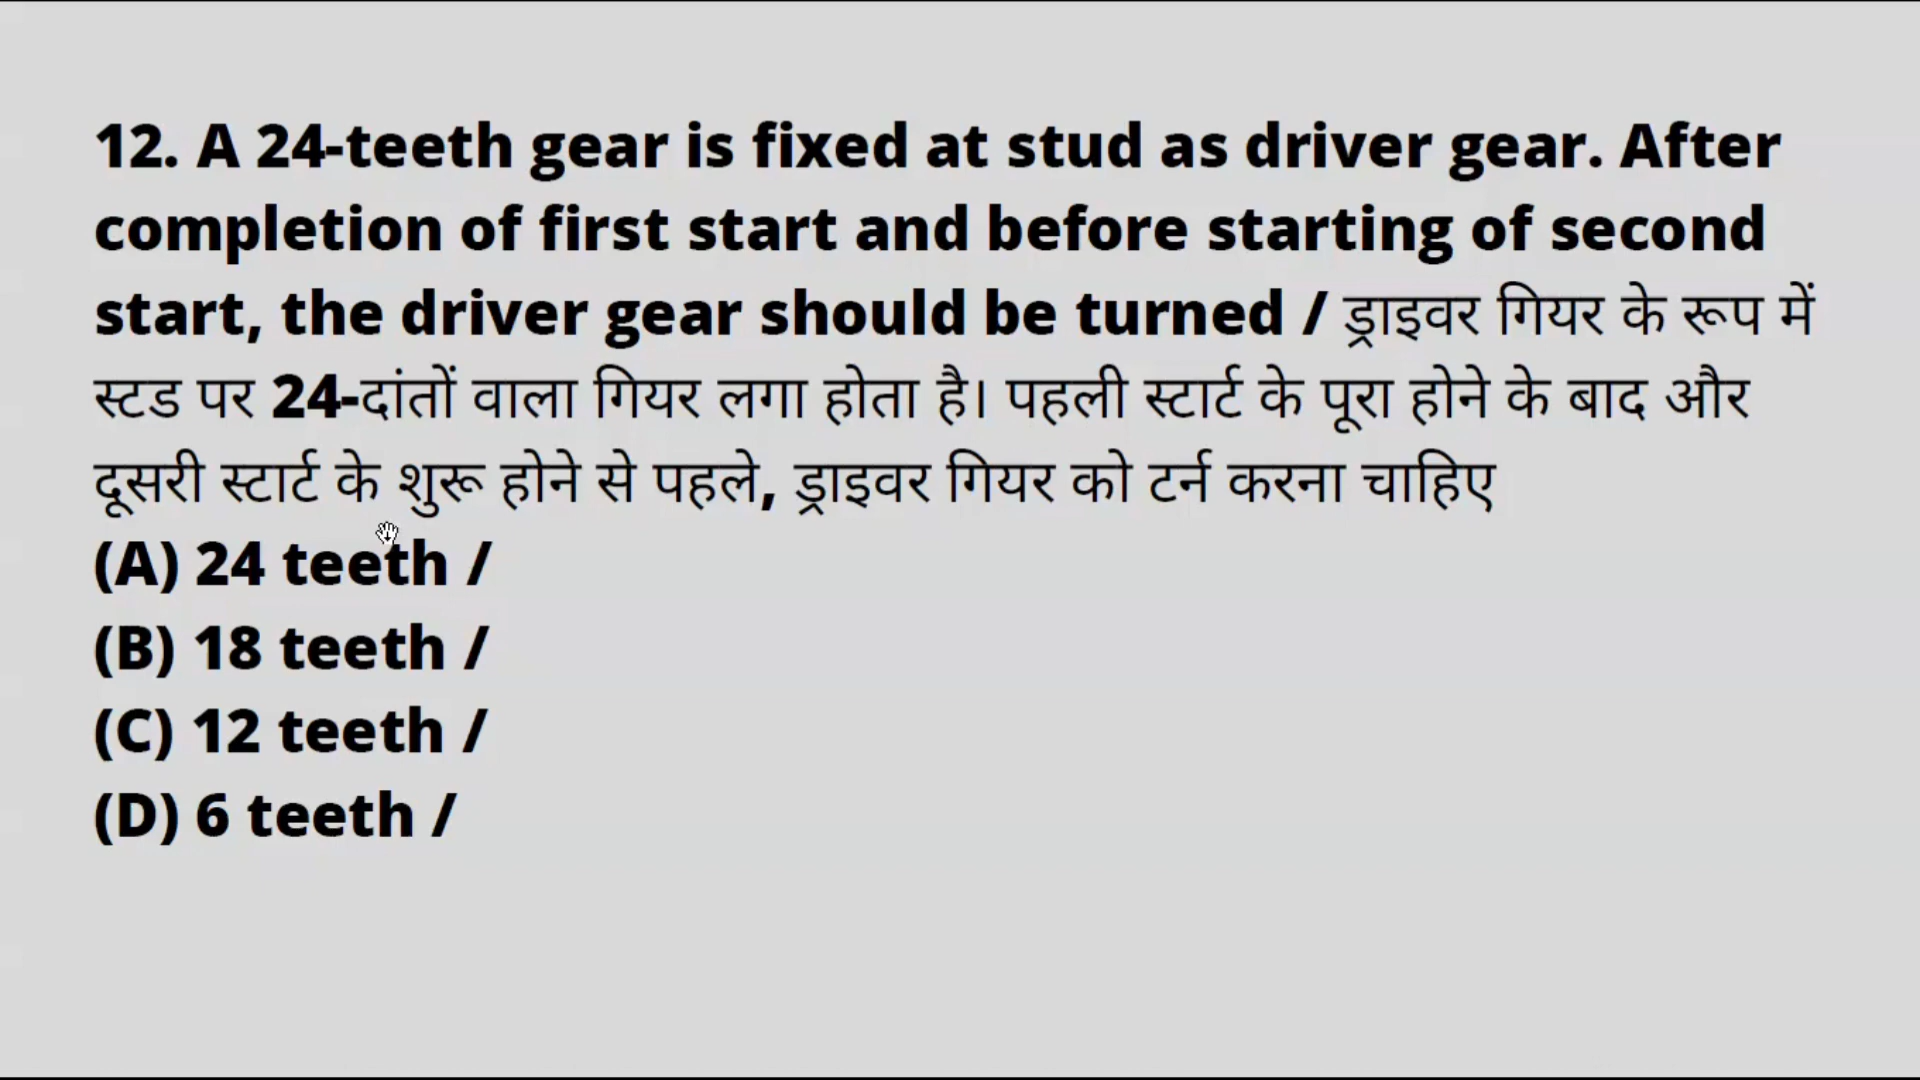 12. A 24-teeth gear is fixed at stud as driver gear. After
completion of first start and before starting of second
start, the driver gear should be turned / ड्राइवर गियर के रूप में
स्टड पर 24-दांतों वाला गियर लगा होता है। पहली स्टार्ट के पूरा होने के बाद और
दूसरी स्टार्ट के शुरू होने से पहले, ड्राइवर गियर को टर्न करना चाहिए
(A) 24 teeth /
(B) 18 teeth /
(C) 12 teeth /
(D) 6 teeth /